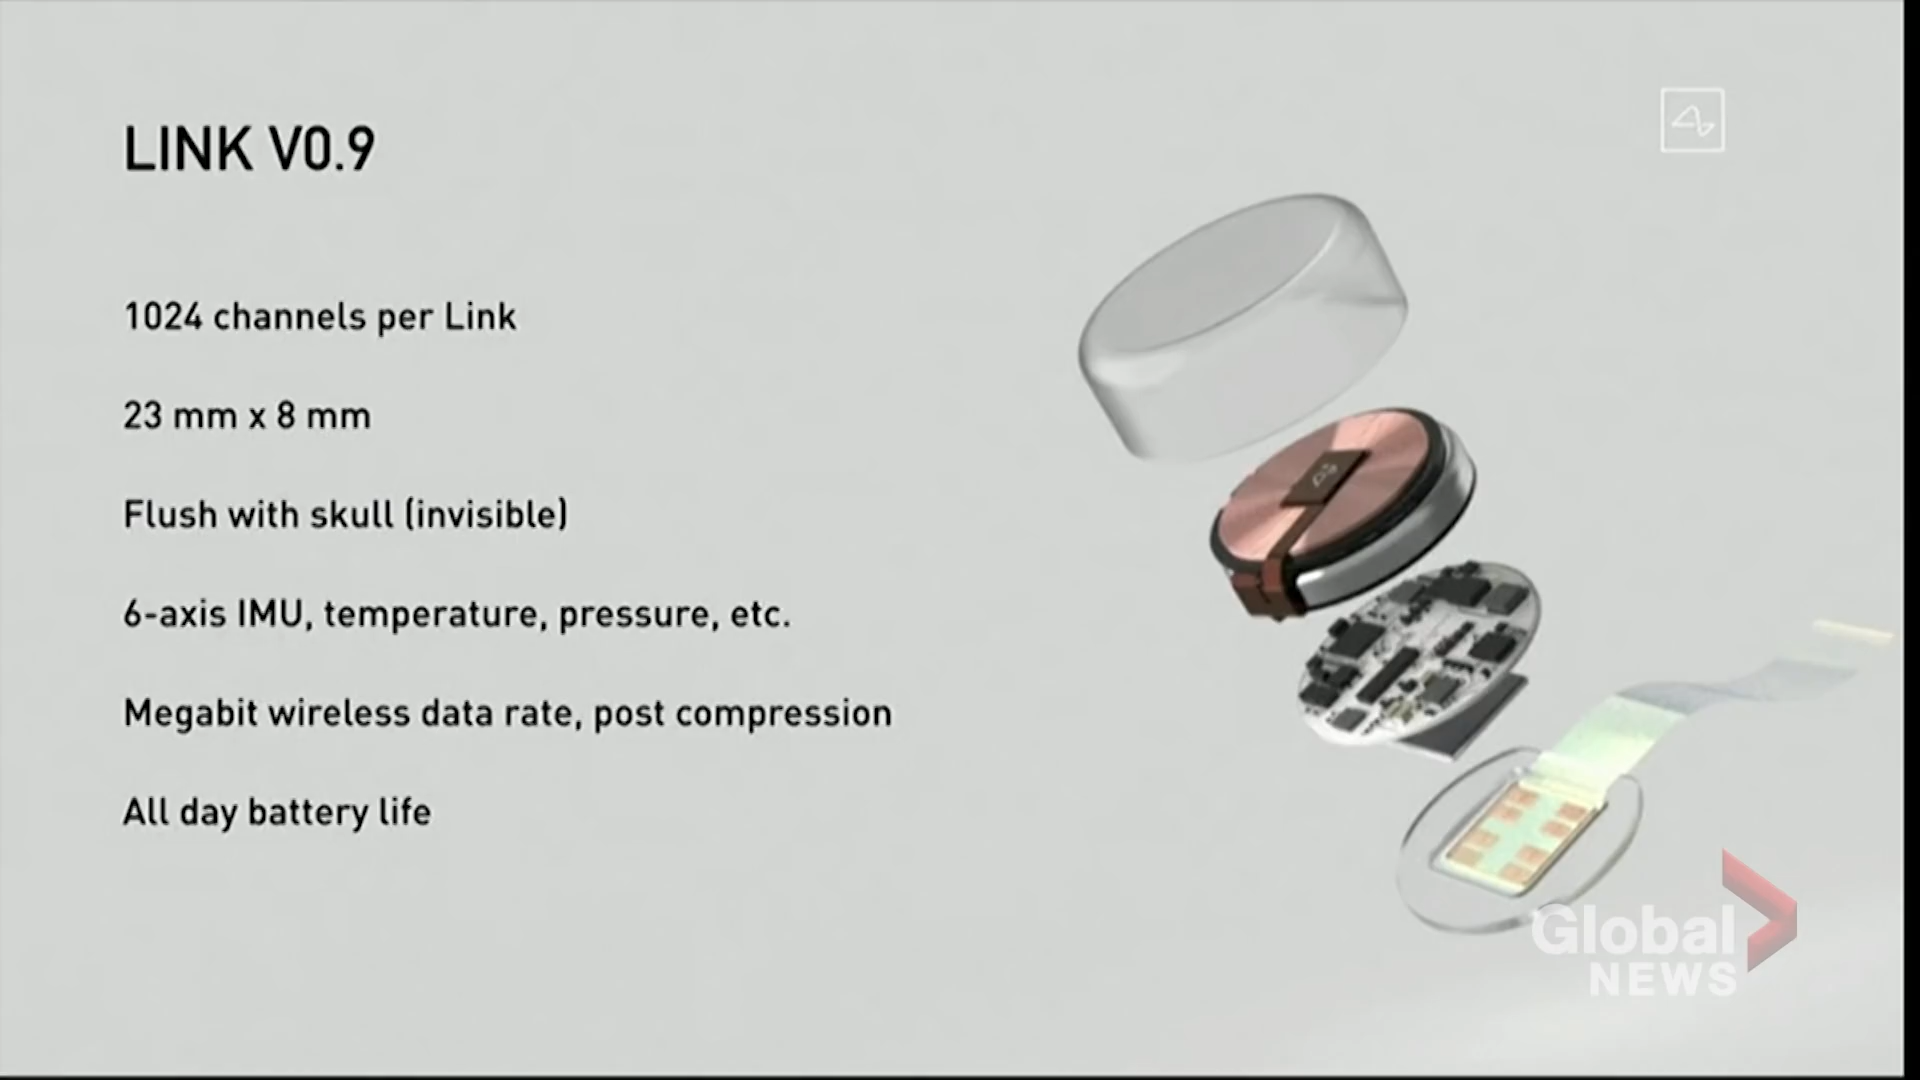 LINK V0.9
1024 channels per Link
23 mm x 8 mm
Flush with skull (invisible)
6-axis IMU, temperature, pressure, etc.
Megabit wireless data rate, post compression
All day battery life
Global
NEWS